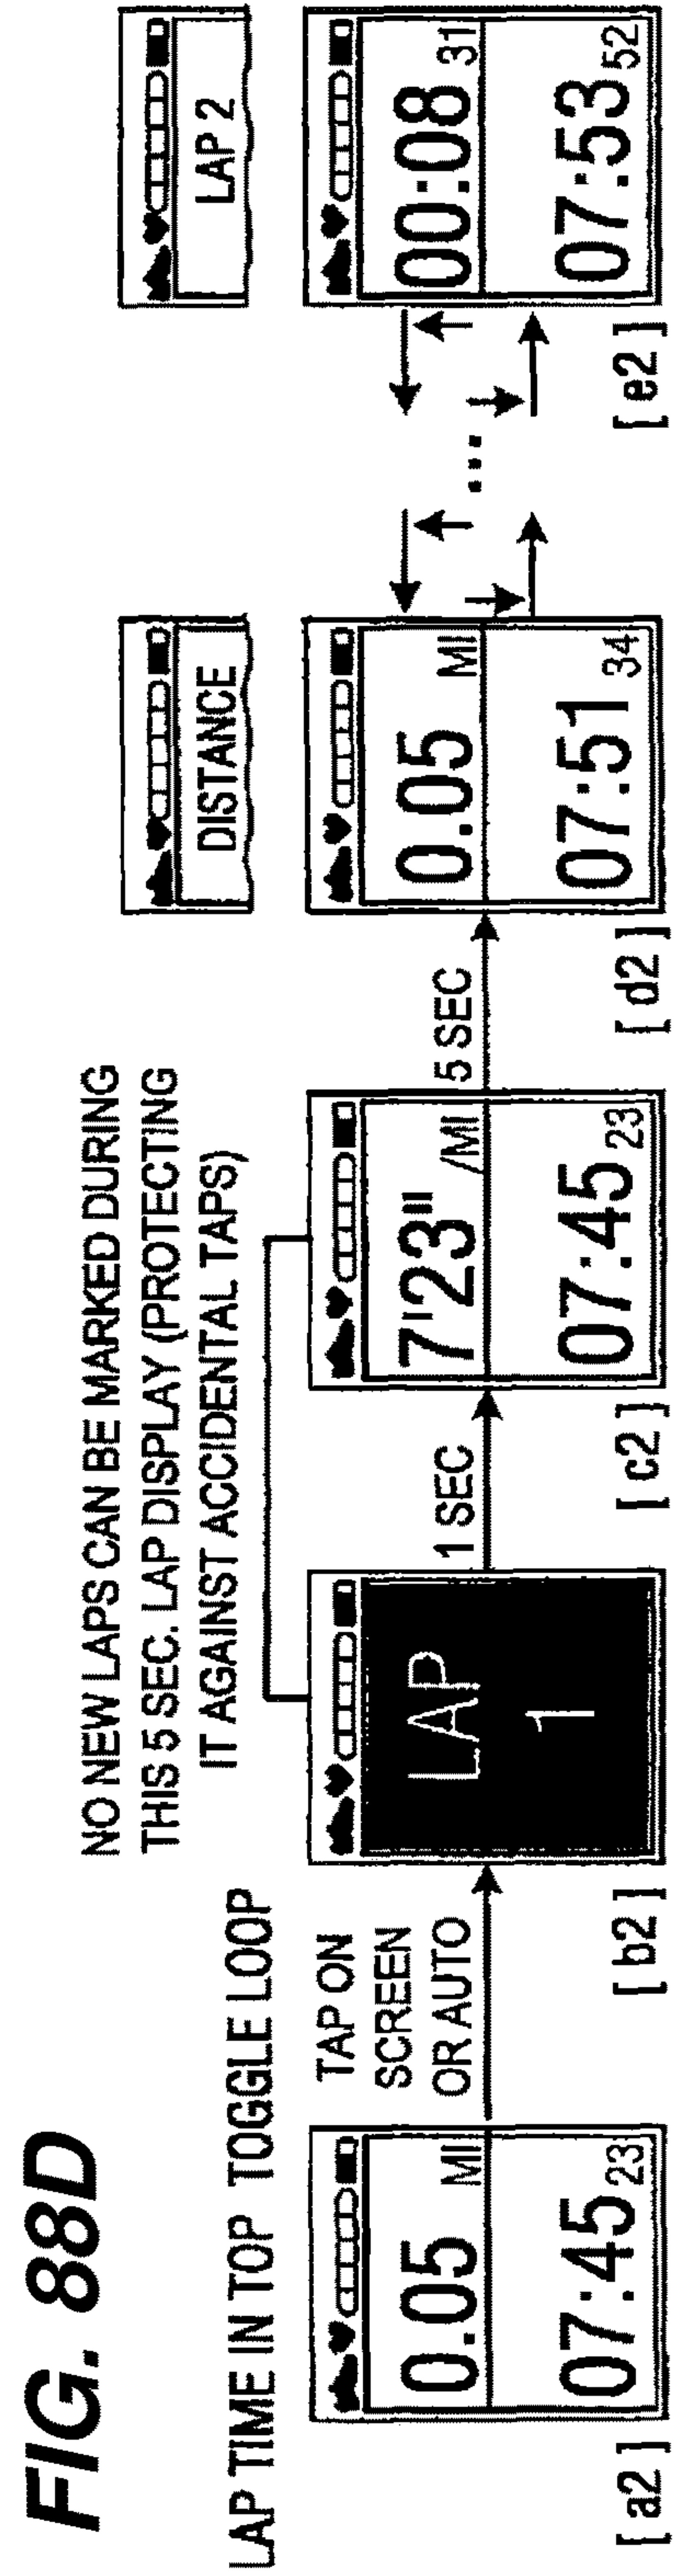 FIG. 88D
LAP TIME IN TOP TOGGLE LOOP
NO NEW LAPS CAN BE MARKED DURING
THIS 5 SEC. LAP DISPLAY (PROTECTING
IT AGAINST ACCIDENTAL TAPS)
0.05 MI
07:45 23
[ a2 ]
TAP ON
SCREEN
OR AUTO
LAP
1
[ b2 ]
1 SEC
7'23" /MI
07:45 23
[ c2 ]
5 SEC
DISTANCE
0.05 MI
07:51 34
[ d2 ]
...
LAP 2
00:08 31
07:53 52
[ e2 ]